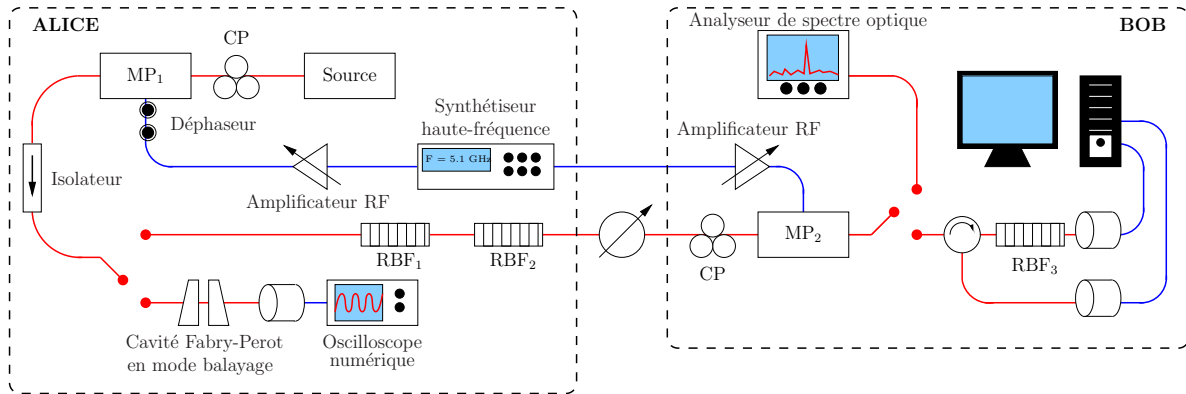 ALICE
CP
MP1
Source
Déphaseur
Synthétiseur
haute-fréquence
F = 5.1 GHz
Isolateur
Amplificateur RF
RBF1
RBF2
Cavité Fabry-Perot
en mode balayage
Oscilloscope
numérique
BOB
Analyseur de spectre optique
Amplificateur RF
MP2
CP
RBF3